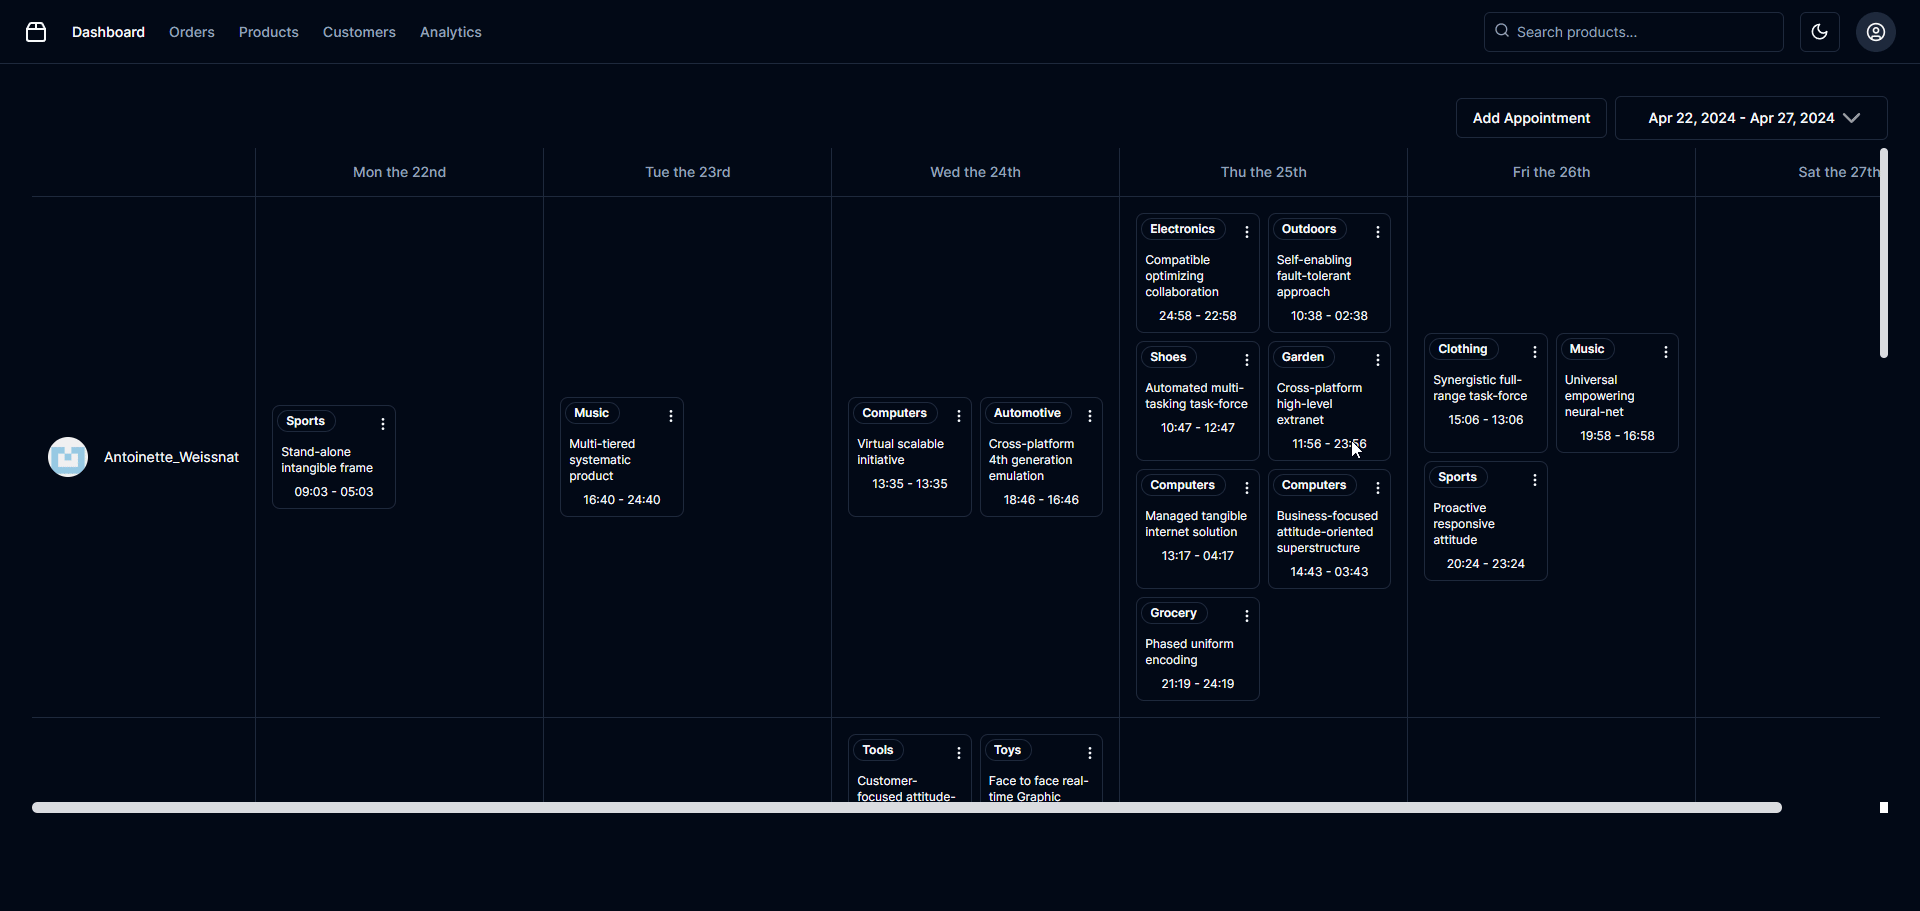 Dashboard Orders Products Customers Analytics Search products...
Add Appointment Apr 22, 2024 - Apr 27, 2024
Mon the 22nd Tue the 23rd Wed the 24th Thu the 25th Fri the 26th Sat the 27th
Antoinette_Weissnat
Sports
Stand-alone
intangible frame
09:03 - 05:03
Music
Multi-tiered
systematic
product
16:40 - 24:40
Computers
Virtual scalable
initiative
13:35 - 13:35
Automotive
Cross-platform
4th generation
emulation
18:46 - 16:46
Electronics
Compatible
optimizing
collaboration
24:58 - 22:58
Outdoors
Self-enabling
fault-tolerant
approach
10:38 - 02:38
Shoes
Automated multi-
tasking task-force
10:47 - 12:47
Garden
Cross-platform
high-level
extranet
11:56 - 23:56
Computers
Managed tangible
internet solution
13:17 - 04:17
Computers
Business-focused
attitude-oriented
superstructure
14:43 - 03:43
Grocery
Phased uniform
encoding
21:19 - 24:19
Clothing
Synergistic full-
range task-force
15:06 - 13:06
Music
Universal
empowering
neural-net
19:58 - 16:58
Sports
Proactive
responsive
attitude
20:24 - 23:24
Tools
Customer-
focused attitude-
Toys
Face to face real-
time Graphic